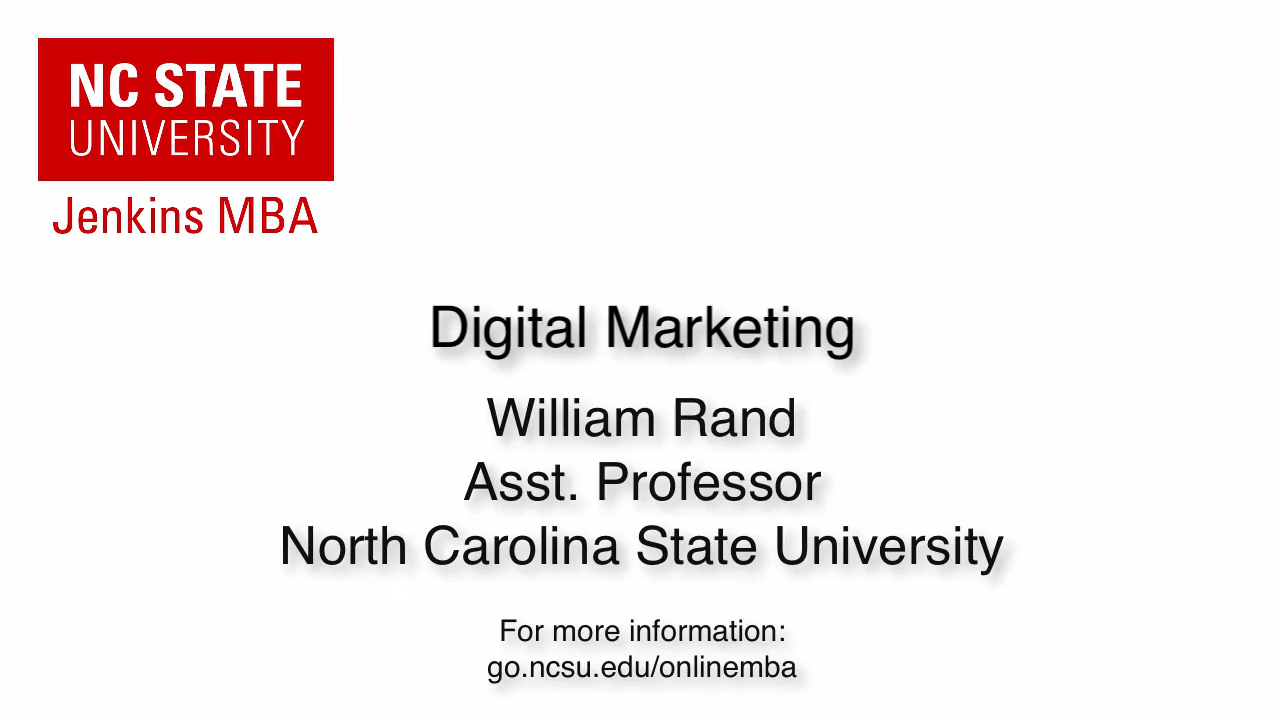 NC STATE
UNIVERSITY
Jenkins MBA
Digital Marketing
William Rand
Asst. Professor
North Carolina State University
For more information:
go.ncsu.edu/onlinemba